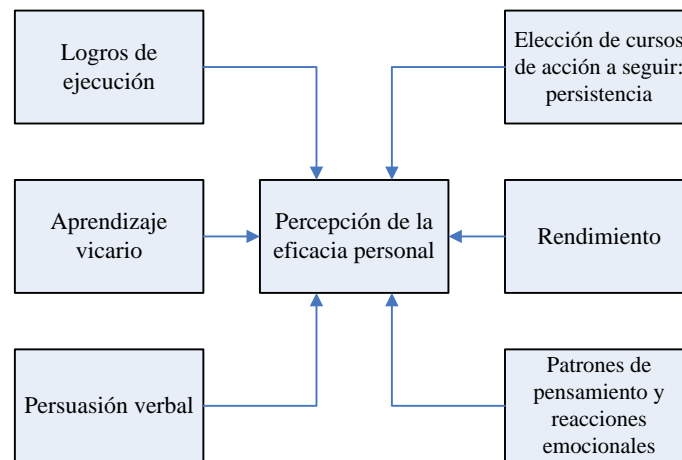 Logros de
ejecución
Elección de cursos
de acción a seguir:
persistencia
Aprendizaje
vicario
Percepción de la
eficacia personal
Rendimiento
Persuasión verbal
Patrones de
pensamiento y
reacciones
emocionales